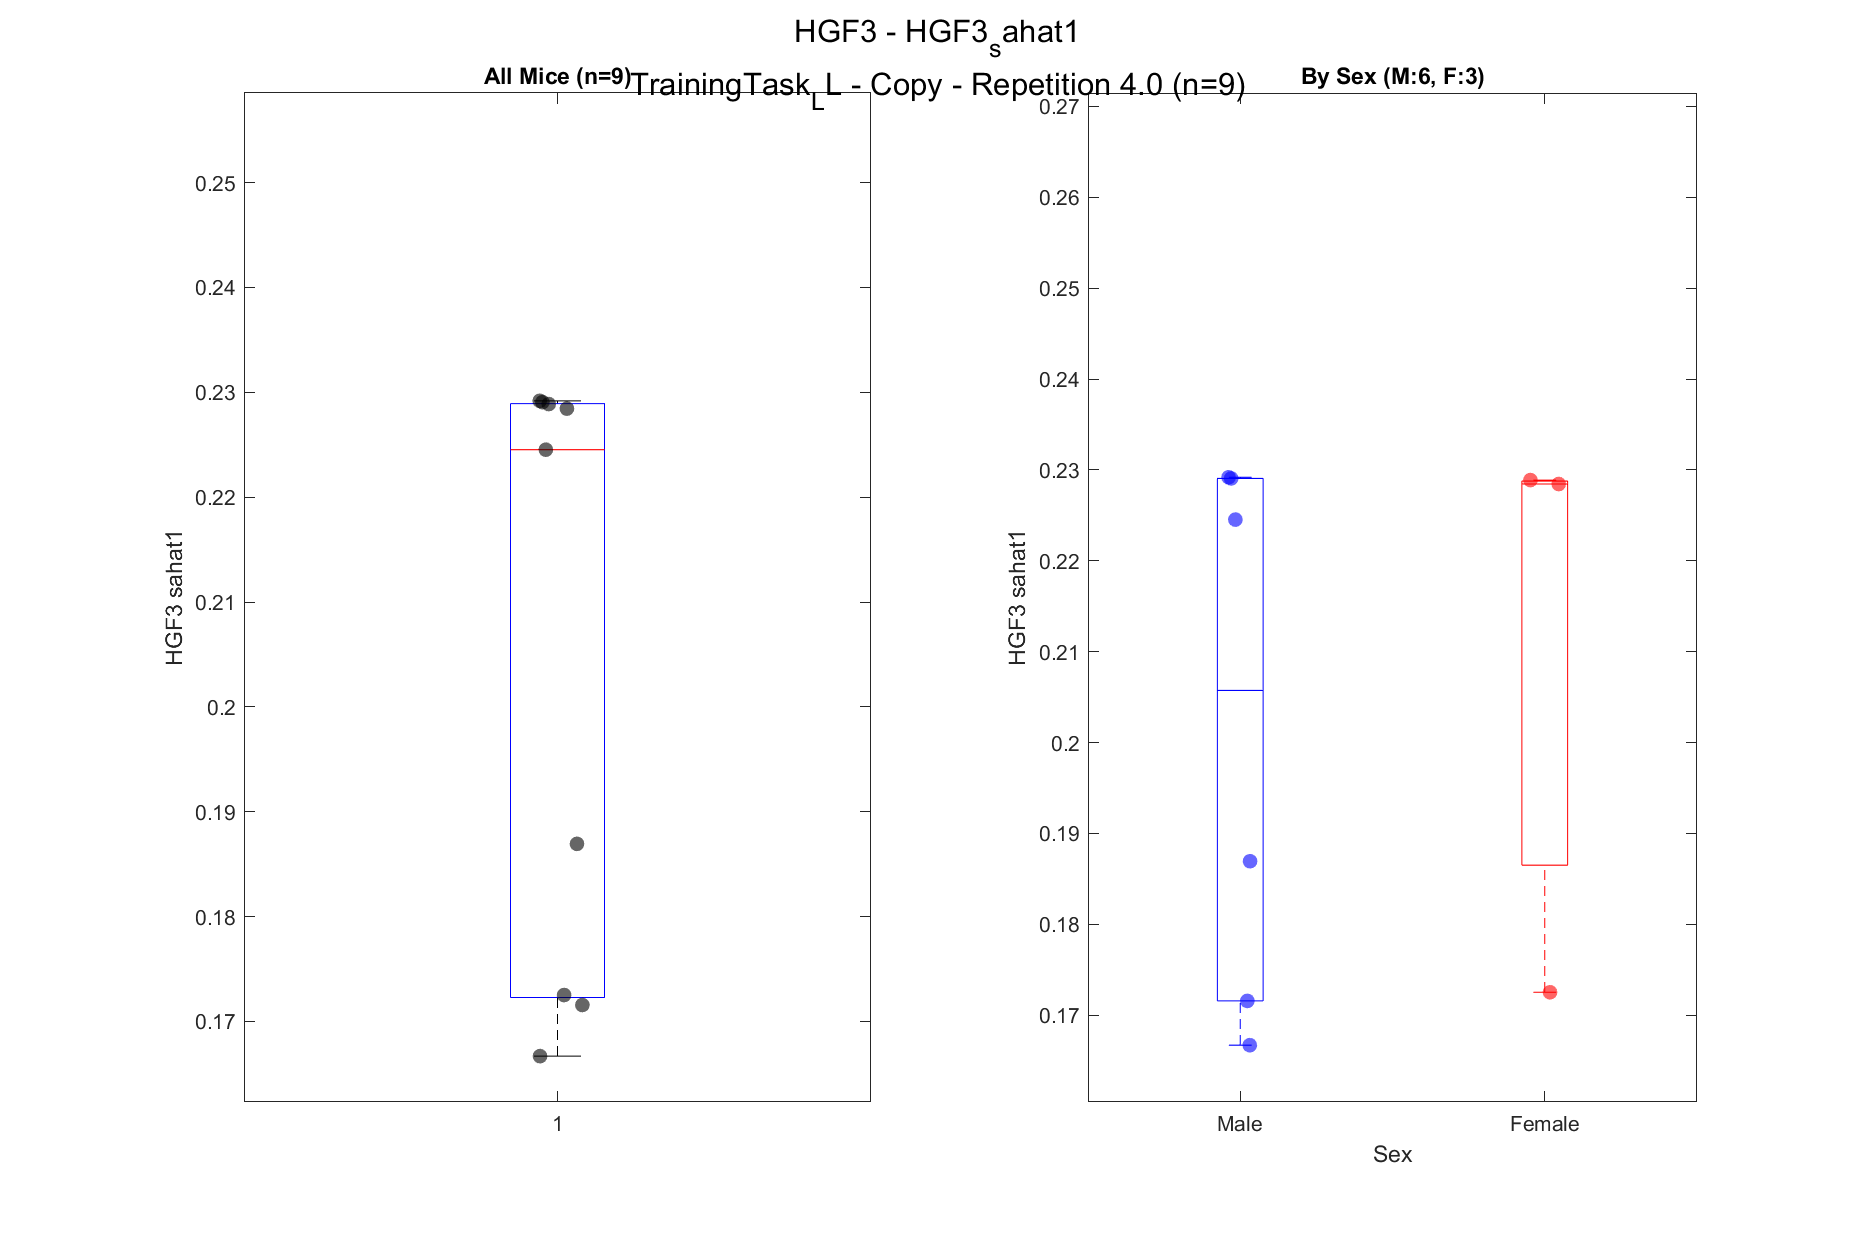 HGF3 - HGF3sahat1
TrainingTaskLL - Copy - Repetition 4.0 (n=9)
All Mice (n=9)
0.25
0.24
0.23
0.22
0.21
0.2
0.19
0.18
0.17
HGF3 sahat1
1
By Sex (M:6, F:3)
0.27
0.26
0.25
0.24
0.23
0.22
0.21
0.2
0.19
0.18
0.17
HGF3 sahat1
Male Female
Sex